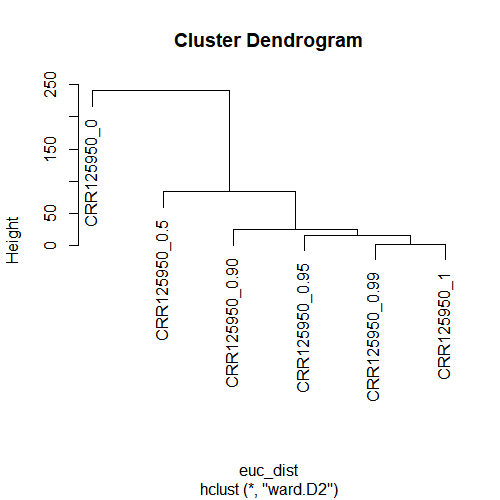 Cluster Dendrogram
Height
250
150
50
0
CRR125950_0
CRR125950_0.5
CRR125950_0.90
CRR125950_0.95
CRR125950_0.99
CRR125950_1
euc_dist
hclust (*, "ward.D2")